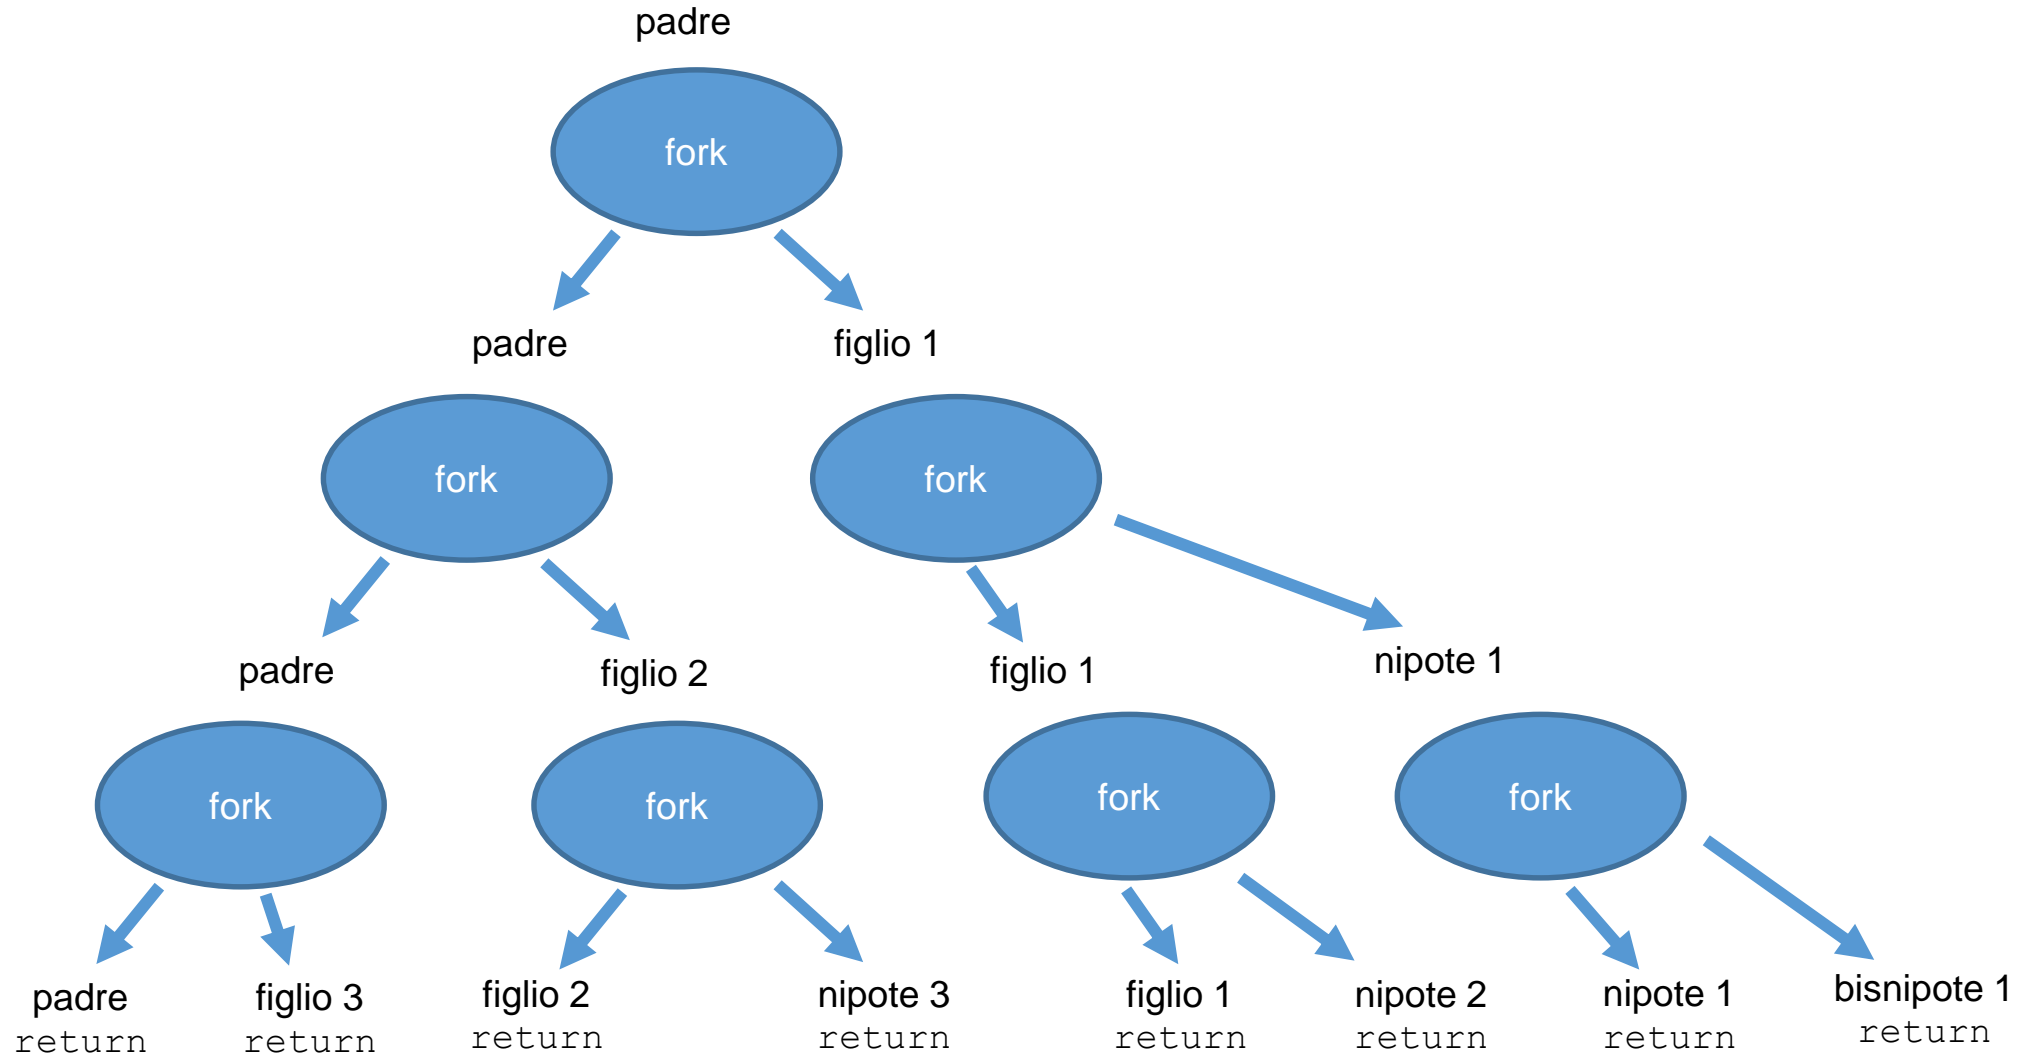 padre
fork
padre
figlio 1
fork
fork
padre
figlio 2
figlio 1
nipote 1
fork
fork
fork
fork
padre
return
figlio 3
return
figlio 2
return
nipote 3
return
figlio 1
return
nipote 2
return
nipote 1
return
bisnipote 1
return